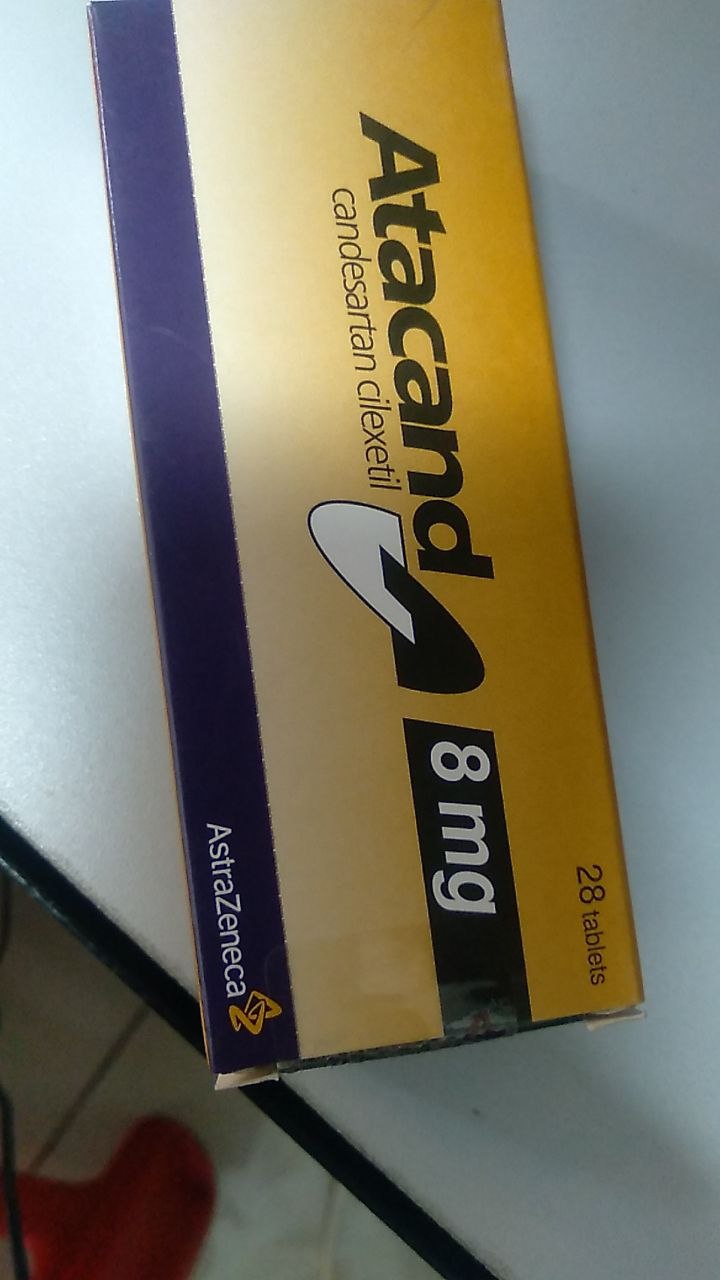 28 tablets
Atacand
candesartan cilexetil
8 mg
AstraZeneca